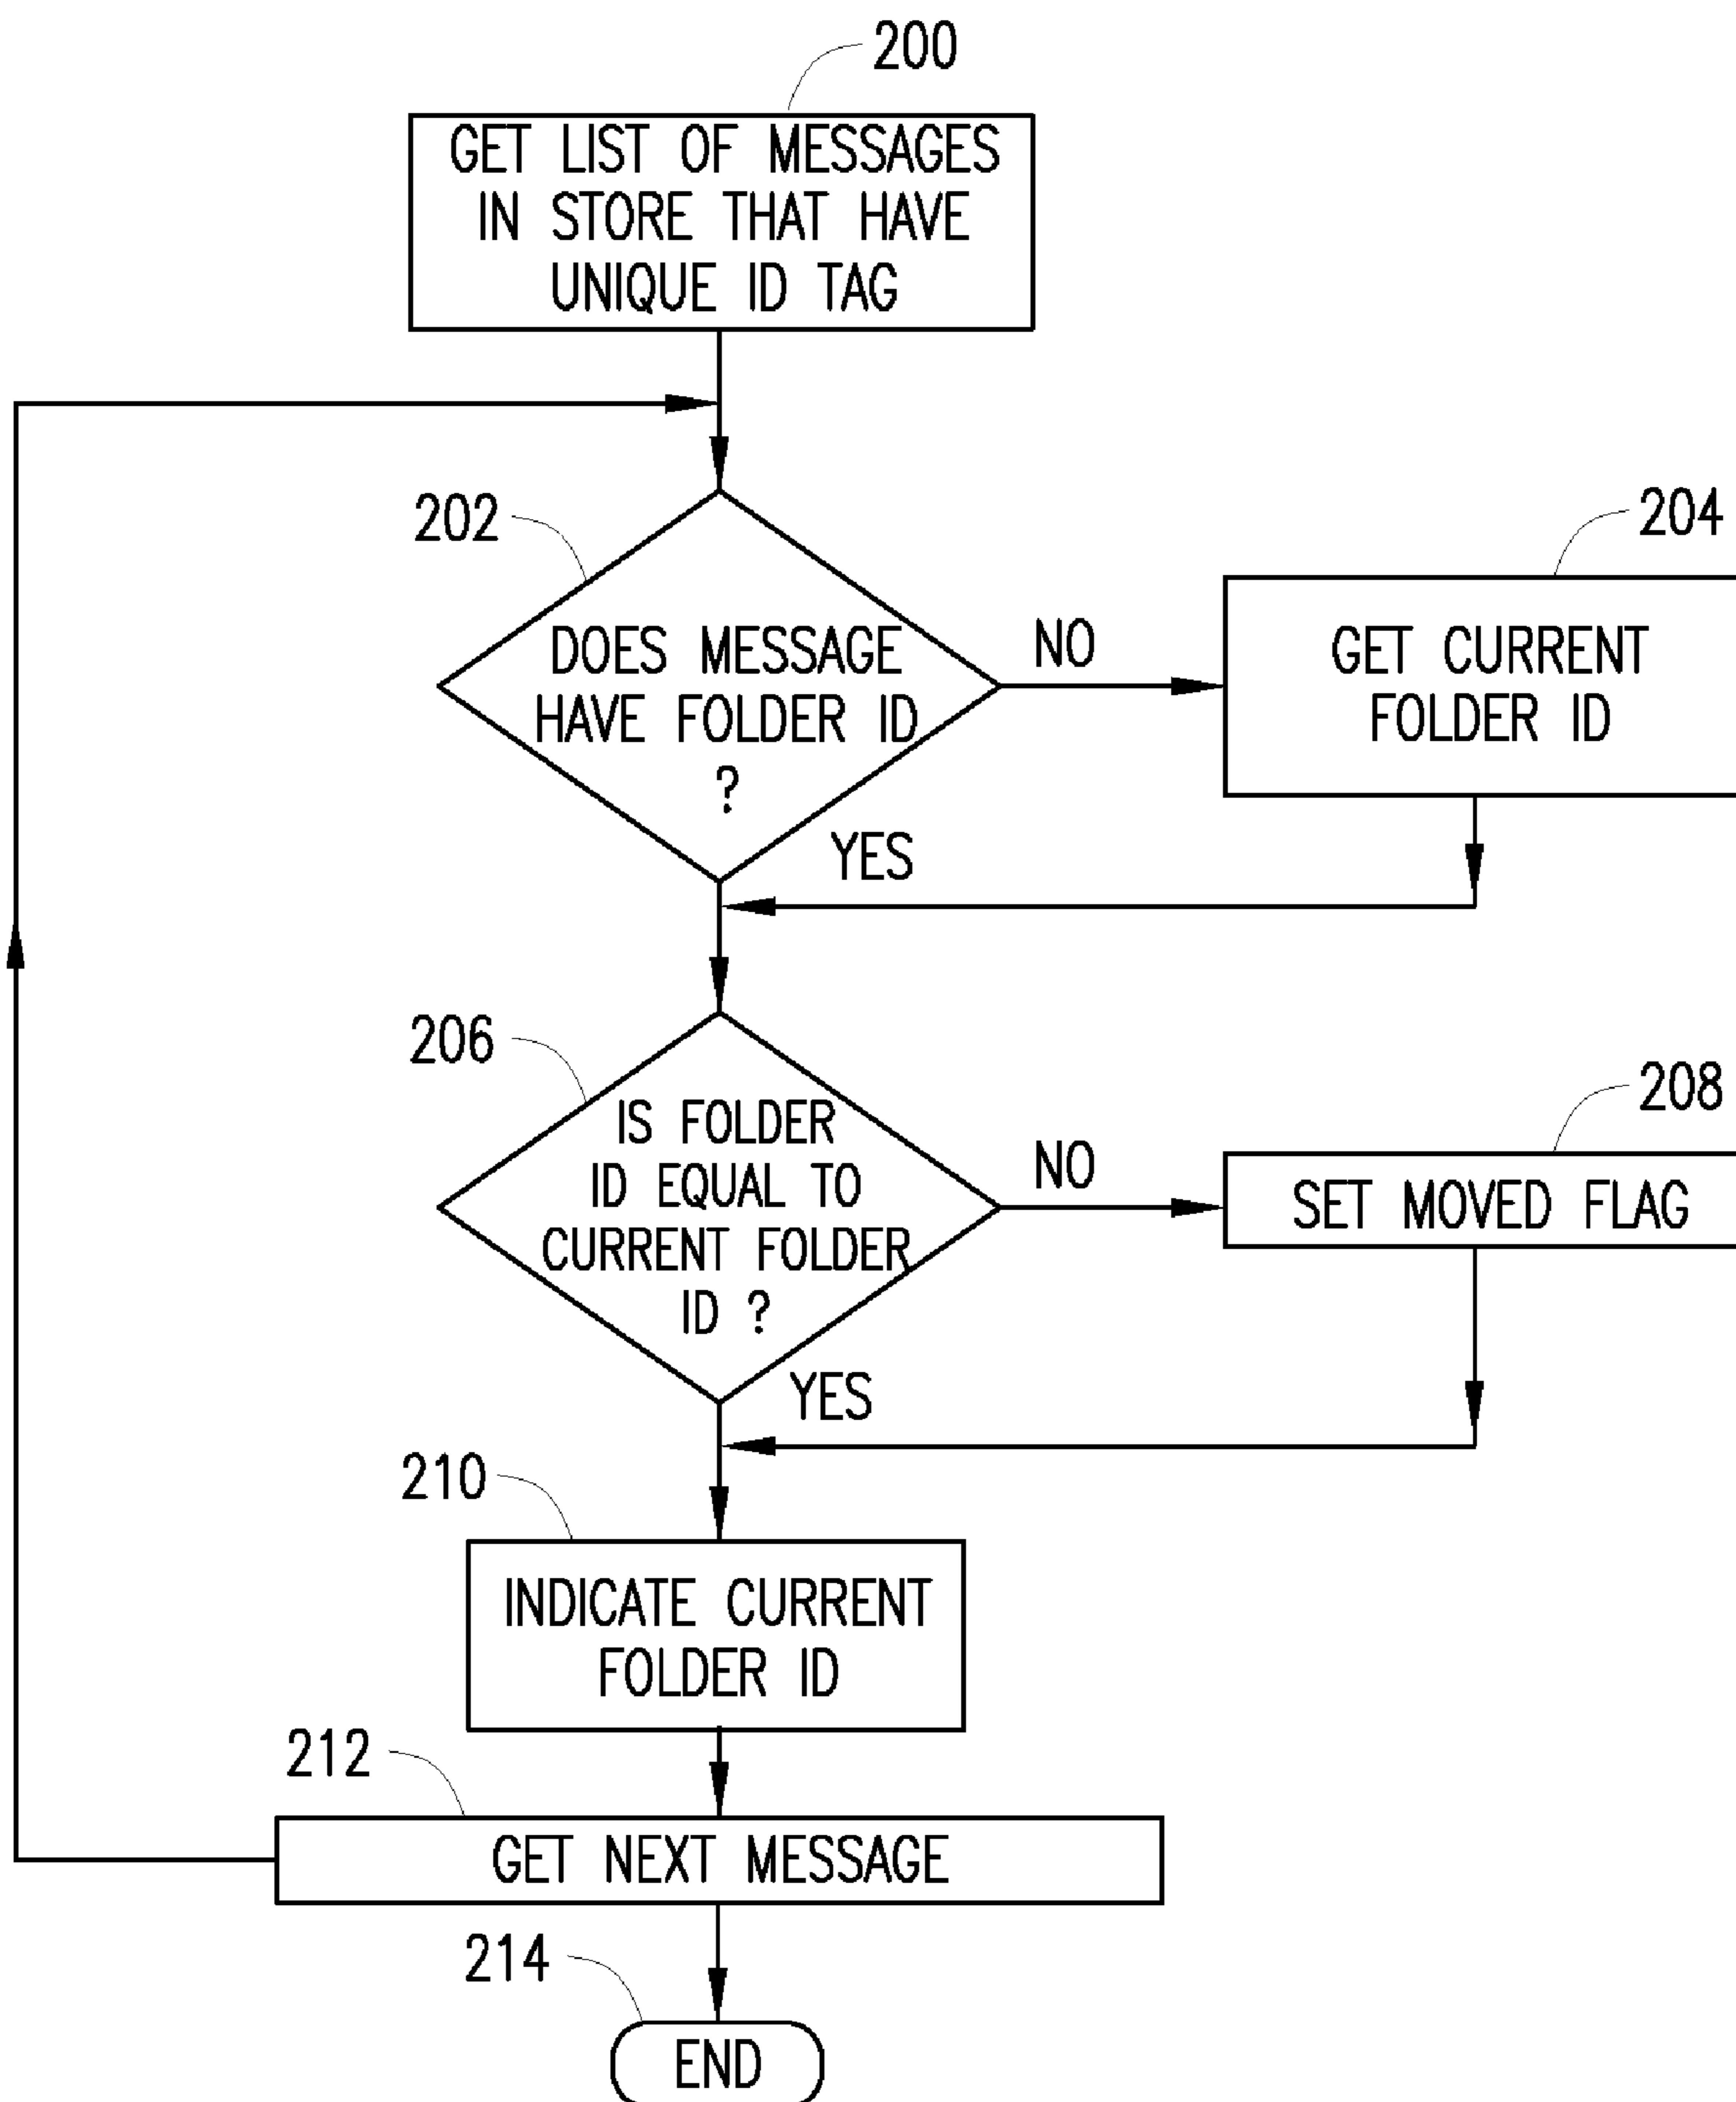 200
GET LIST OF MESSAGES
IN STORE THAT HAVE
UNIQUE ID TAG
202
DOES MESSAGE
HAVE FOLDER ID
?
NO
204
GET CURRENT
FOLDER ID
YES
206
IS FOLDER
ID EQUAL TO
CURRENT FOLDER
ID ?
NO
208
SET MOVED FLAG
YES
210
INDICATE CURRENT
FOLDER ID
212
GET NEXT MESSAGE
214
END